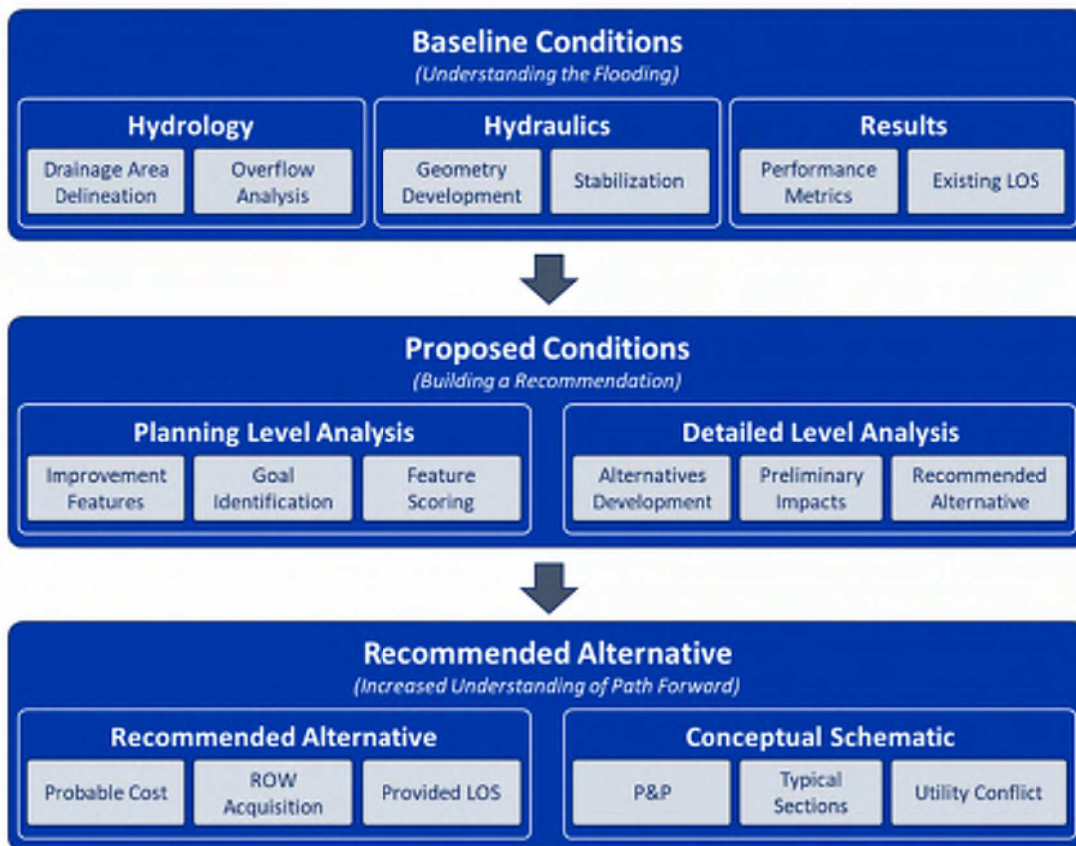 Baseline Conditions
(Understanding the Flooding)
Hydrology
Drainage Area
Delineation
Overflow
Analysis
Hydraulics
Geometry
Development
Stabilization
Results
Performance
Metrics
Existing LOS
Proposed Conditions
(Building a Recommendation)
Planning Level Analysis
Improvement
Features
Goal
Identification
Feature
Scoring
Detailed Level Analysis
Alternatives
Development
Preliminary
Impacts
Recommended
Alternative
Recommended Alternative
(Increased Understanding of Path Forward)
Recommended Alternative
Probable Cost
ROW
Acquisition
Provided LOS
Conceptual Schematic
P&P
Typical
Sections
Utility Conflict